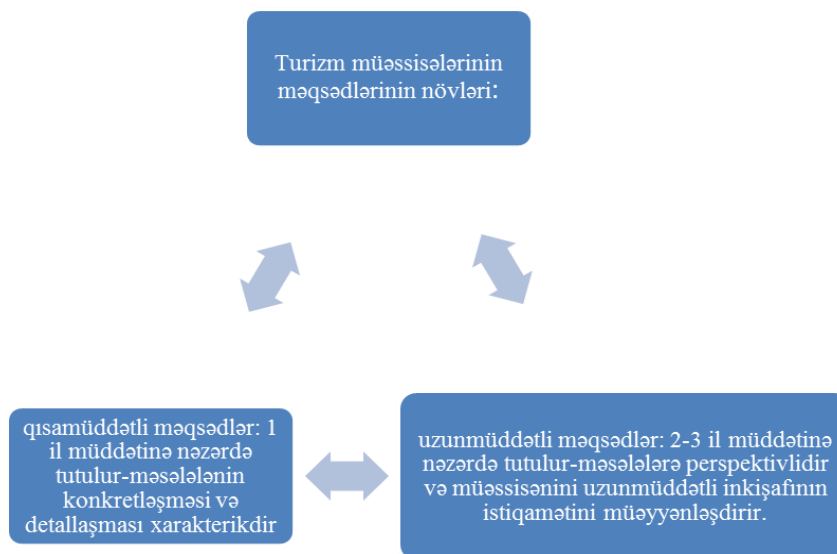 Turizm müəssisələrinin
məqsədlərinin növləri:
qısamüddətli məqsədlər: 1
il müddətinə nəzərdə
tutulur-məsələlənin
konkretləşməsi və
detallaşması xarakterikdir
uzunmüddətli məqsədlər: 2-3 il müddətinə
nəzərdə tutulur-məsələlərə perspektivlidir
və müəssisənini uzunmüddətli inkişafının
istiqamətini müəyyənləşdirir.